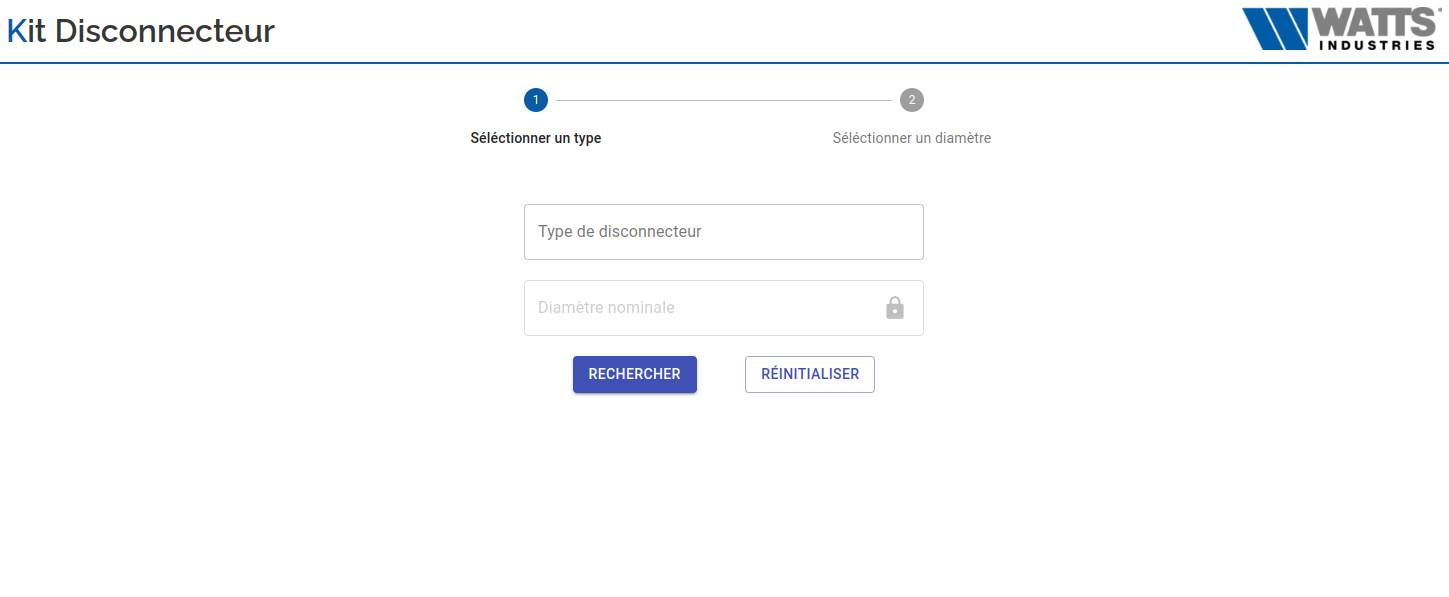 Kit Disconnecteur
WATTS
INDUSTRIES
1
2
Séléctionner un type
Séléctionner un diamètre
Type de disconnecteur
Diamètre nominale
RECHERCHER
RÉINITIALISER